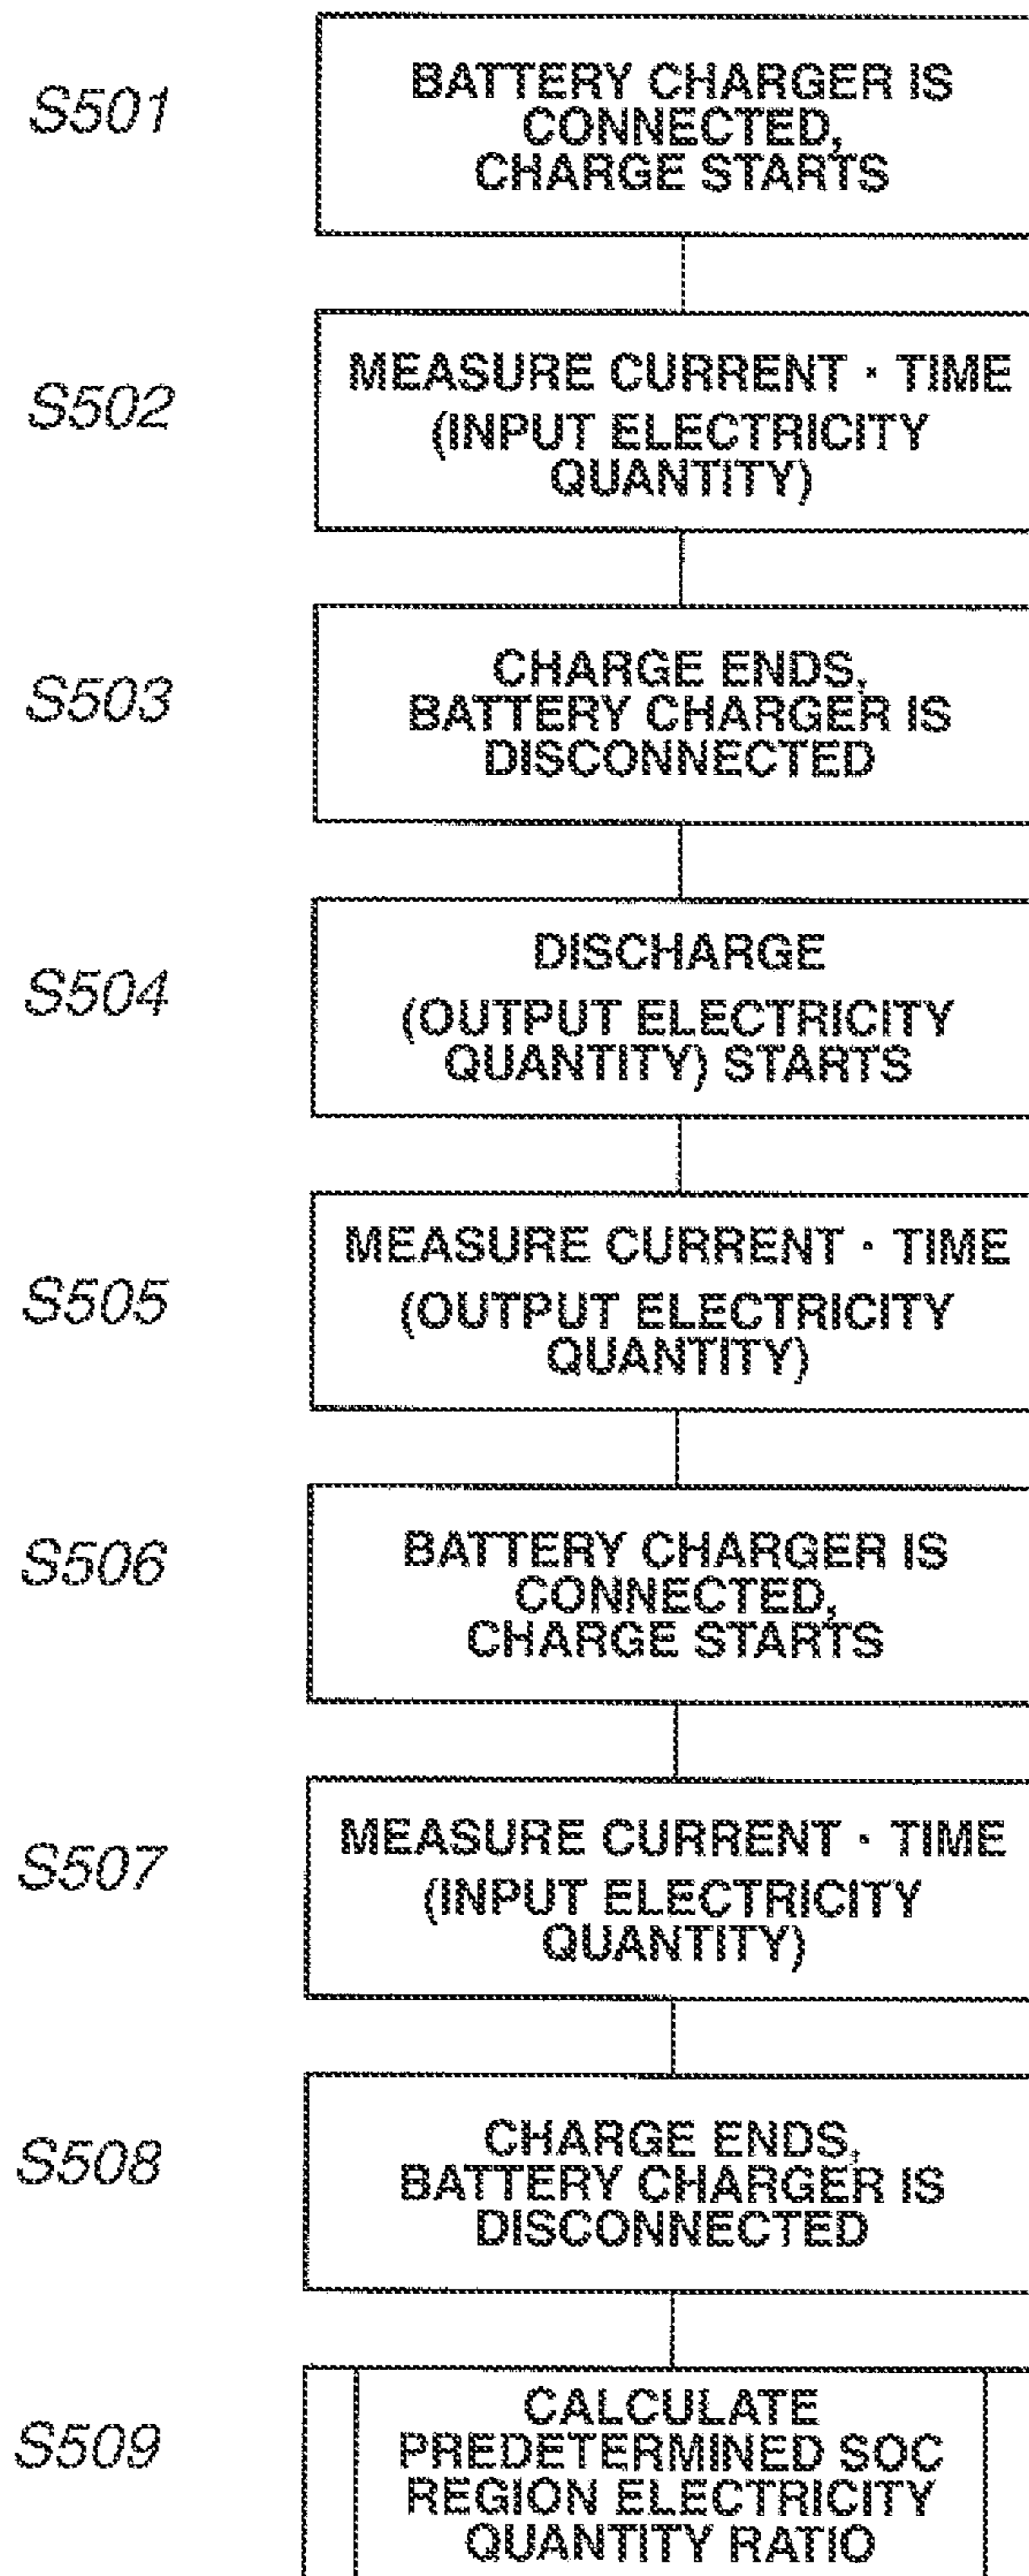 S501
BATTERY CHARGER IS
CONNECTED,
CHARGE STARTS
S502
MEASURE CURRENT · TIME
(INPUT ELECTRICITY
QUANTITY)
S503
CHARGE ENDS,
BATTERY CHARGER IS
DISCONNECTED
S504
DISCHARGE
(OUTPUT ELECTRICITY
QUANTITY) STARTS
S505
MEASURE CURRENT · TIME
(OUTPUT ELECTRICITY
QUANTITY)
S506
BATTERY CHARGER IS
CONNECTED,
CHARGE STARTS
S507
MEASURE CURRENT · TIME
(INPUT ELECTRICITY
QUANTITY)
S508
CHARGE ENDS,
BATTERY CHARGER IS
DISCONNECTED
S509
CALCULATE
PREDETERMINED SOC
REGION ELECTRICITY
QUANTITY RATIO